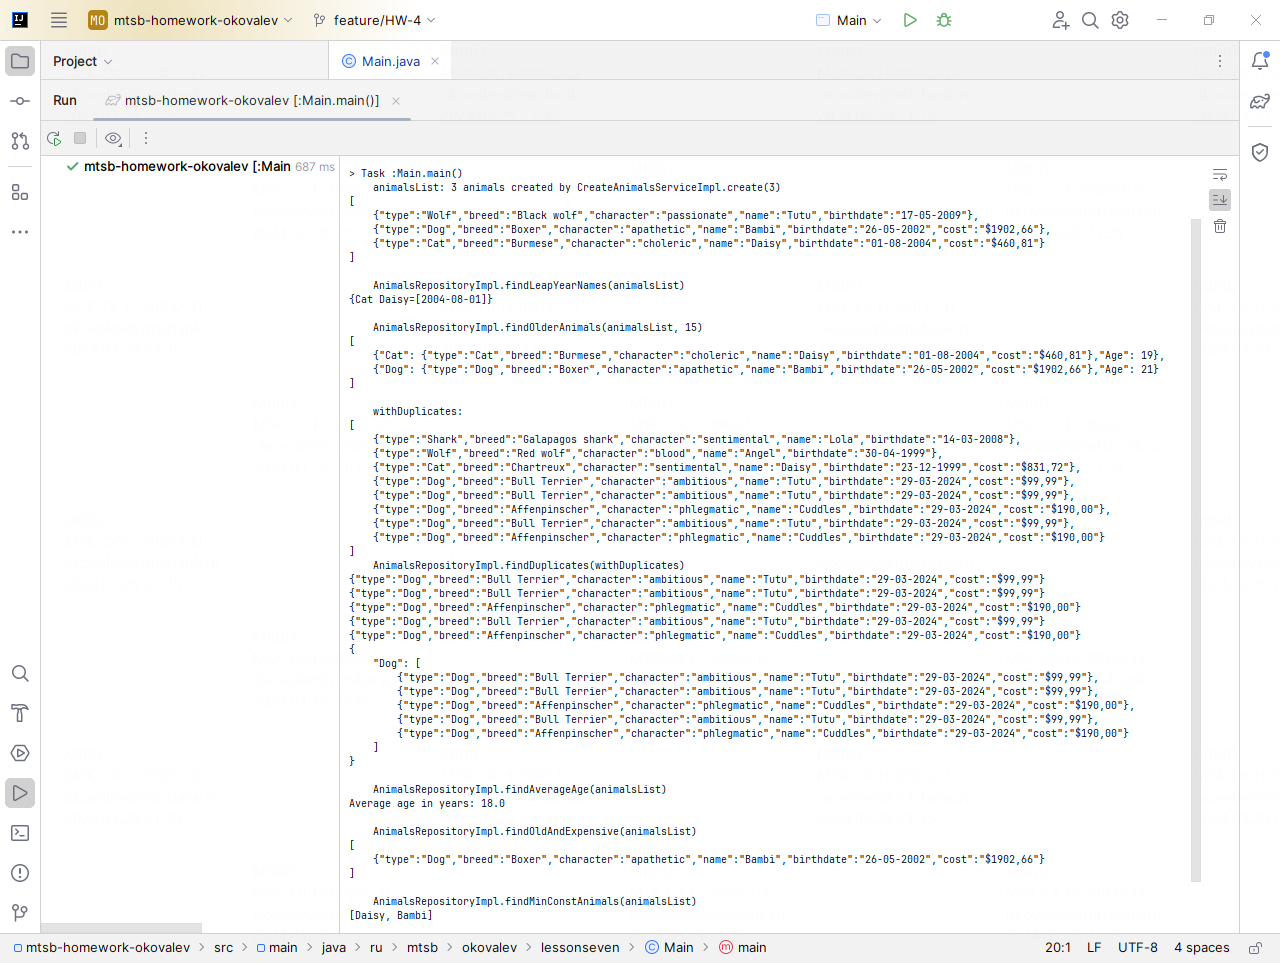 MO mtsb-homework-okovalev feature/HW-4 Main
Project Main.java
Run mtsb-homework-okovalev [:Main.main()]
mtsb-homework-okovalev [:Main 687 ms
> Task :Main.main()
animalsList: 3 animals created by CreateAnimalsServiceImpl.create(3)
[
{"type":"Wolf","breed":"Black wolf","character":"passionate","name":"Tutu","birthdate":"17-05-2009"},
{"type":"Dog","breed":"Boxer","character":"apathetic","name":"Bambi","birthdate":"26-05-2002","cost":"$1902,66"},
{"type":"Cat","breed":"Burmese","character":"choleric","name":"Daisy","birthdate":"01-08-2004","cost":"$460,81"}
]
AnimalsRepositoryImpl.findLeapYearNames(animalsList)
{Cat Daisy=[2004-08-01]}
AnimalsRepositoryImpl.findOlderAnimals(animalsList, 15)
[
{"Cat": {"type":"Cat","breed":"Burmese","character":"choleric","name":"Daisy","birthdate":"01-08-2004","cost":"$460,81"},"Age": 19},
{"Dog": {"type":"Dog","breed":"Boxer","character":"apathetic","name":"Bambi","birthdate":"26-05-2002","cost":"$1902,66"},"Age": 21}
]
withDuplicates:
[
{"type":"Shark","breed":"Galapagos shark","character":"sentimental","name":"Lola","birthdate":"14-03-2008"},
{"type":"Wolf","breed":"Red wolf","character":"blood","name":"Angel","birthdate":"30-04-1999"},
{"type":"Cat","breed":"Chartreux","character":"sentimental","name":"Daisy","birthdate":"23-12-1999","cost":"$831,72"},
{"type":"Dog","breed":"Bull Terrier","character":"ambitious","name":"Tutu","birthdate":"29-03-2024","cost":"$99,99"},
{"type":"Dog","breed":"Bull Terrier","character":"ambitious","name":"Tutu","birthdate":"29-03-2024","cost":"$99,99"},
{"type":"Dog","breed":"Affenpinscher","character":"phlegmatic","name":"Cuddles","birthdate":"29-03-2024","cost":"$190,00"},
{"type":"Dog","breed":"Bull Terrier","character":"ambitious","name":"Tutu","birthdate":"29-03-2024","cost":"$99,99"},
{"type":"Dog","breed":"Affenpinscher","character":"phlegmatic","name":"Cuddles","birthdate":"29-03-2024","cost":"$190,00"}
]
AnimalsRepositoryImpl.findDuplicates(withDuplicates)
{"type":"Dog","breed":"Bull Terrier","character":"ambitious","name":"Tutu","birthdate":"29-03-2024","cost":"$99,99"}
{"type":"Dog","breed":"Bull Terrier","character":"ambitious","name":"Tutu","birthdate":"29-03-2024","cost":"$99,99"}
{"type":"Dog","breed":"Affenpinscher","character":"phlegmatic","name":"Cuddles","birthdate":"29-03-2024","cost":"$190,00"}
{"type":"Dog","breed":"Bull Terrier","character":"ambitious","name":"Tutu","birthdate":"29-03-2024","cost":"$99,99"}
{"type":"Dog","breed":"Affenpinscher","character":"phlegmatic","name":"Cuddles","birthdate":"29-03-2024","cost":"$190,00"}
{
"Dog": [
{"type":"Dog","breed":"Bull Terrier","character":"ambitious","name":"Tutu","birthdate":"29-03-2024","cost":"$99,99"},
{"type":"Dog","breed":"Bull Terrier","character":"ambitious","name":"Tutu","birthdate":"29-03-2024","cost":"$99,99"},
{"type":"Dog","breed":"Affenpinscher","character":"phlegmatic","name":"Cuddles","birthdate":"29-03-2024","cost":"$190,00"},
{"type":"Dog","breed":"Bull Terrier","character":"ambitious","name":"Tutu","birthdate":"29-03-2024","cost":"$99,99"},
{"type":"Dog","breed":"Affenpinscher","character":"phlegmatic","name":"Cuddles","birthdate":"29-03-2024","cost":"$190,00"}
]
}
AnimalsRepositoryImpl.findAverageAge(animalsList)
Average age in years: 18.0
AnimalsRepositoryImpl.findOldAndExpensive(animalsList)
[
{"type":"Dog","breed":"Boxer","character":"apathetic","name":"Bambi","birthdate":"26-05-2002","cost":"$1902,66"}
]
AnimalsRepositoryImpl.findMinConstAnimals(animalsList)
[Daisy, Bambi]
mtsb-homework-okovalev > src > main > java > ru > mtsb > okovalev > lessonseven > Main > main 20:1 LF UTF-8 4 spaces